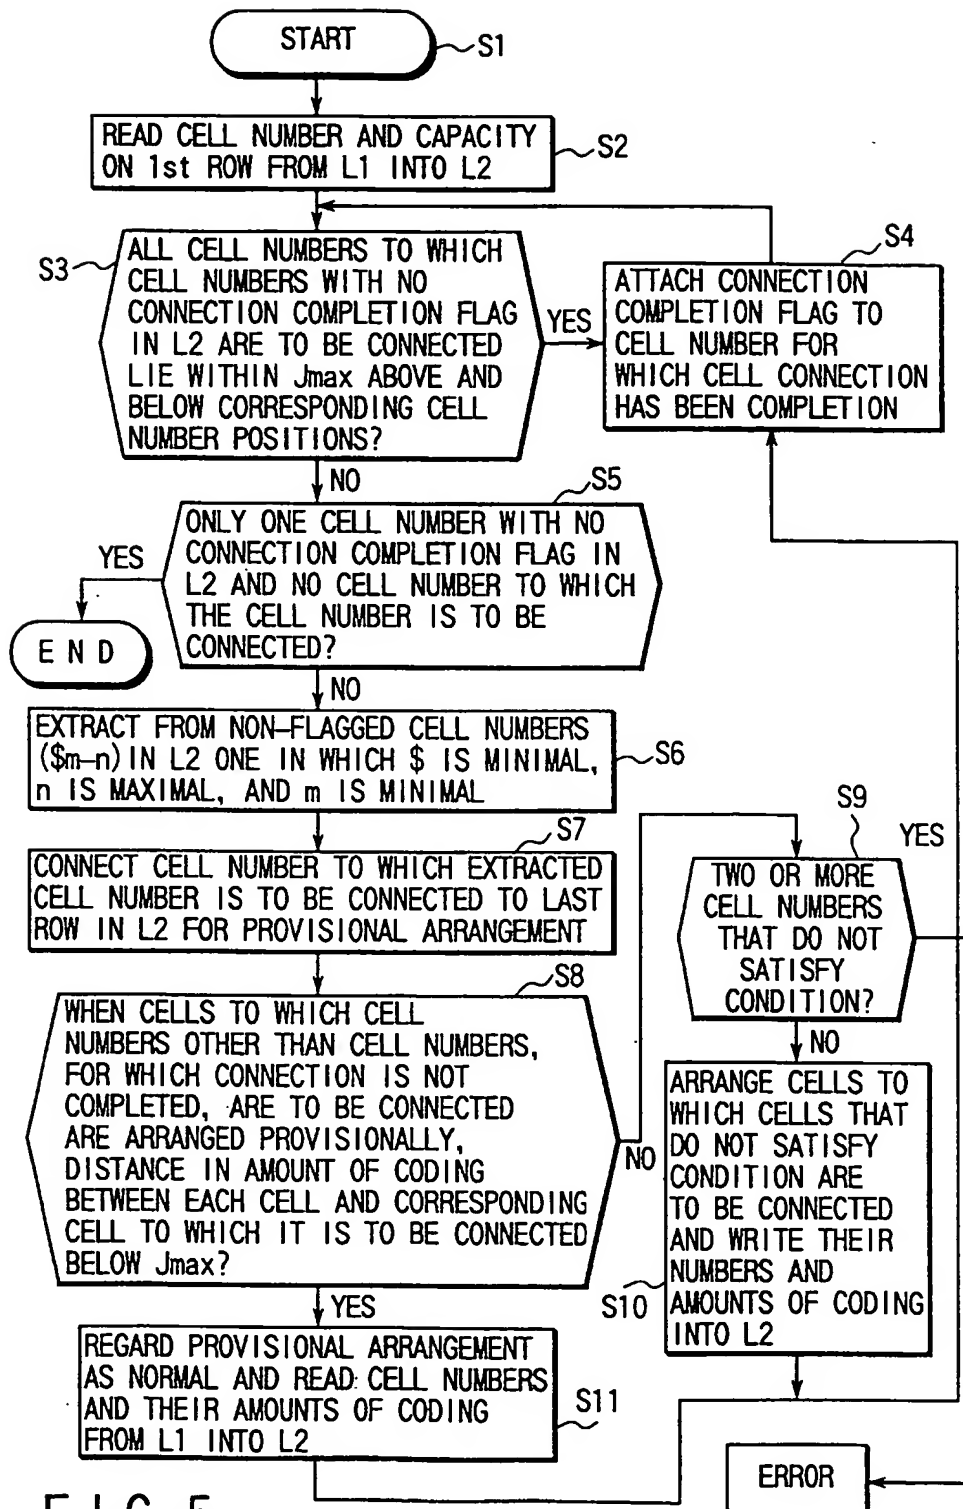 START
S1
READ CELL NUMBER AND CAPACITY
ON 1st ROW FROM L1 INTO L2
S2
S3
ALL CELL NUMBERS TO WHICH
CELL NUMBERS WITH NO
CONNECTION COMPLETION FLAG
IN L2 ARE TO BE CONNECTED
LIE WITHIN Jmax ABOVE AND
BELOW CORRESPONDING CELL
NUMBER POSITIONS?
YES
S4
ATTACH CONNECTION
COMPLETION FLAG TO
CELL NUMBER FOR
WHICH CELL CONNECTION
HAS BEEN COMPLETION
NO
S5
ONLY ONE CELL NUMBER WITH NO
CONNECTION COMPLETION FLAG IN
L2 AND NO CELL NUMBER TO WHICH
THE CELL NUMBER IS TO BE
CONNECTED?
YES
END
NO
EXTRACT FROM NON-FLAGGED CELL NUMBERS
($m-n) IN L2 ONE IN WHICH $ IS MINIMAL,
n IS MAXIMAL, AND m IS MINIMAL
S6
S7
CONNECT CELL NUMBER TO WHICH EXTRACTED
CELL NUMBER IS TO BE CONNECTED TO LAST
ROW IN L2 FOR PROVISIONAL ARRANGEMENT
S8
WHEN CELLS TO WHICH CELL
NUMBERS OTHER THAN CELL NUMBERS,
FOR WHICH CONNECTION IS NOT
COMPLETED, ARE TO BE CONNECTED
ARE ARRANGED PROVISIONALLY,
DISTANCE IN AMOUNT OF CODING
BETWEEN EACH CELL AND CORRESPONDING
CELL TO WHICH IT IS TO BE CONNECTED
BELOW Jmax?
NO
S9
YES
TWO OR MORE
CELL NUMBERS
THAT DO NOT
SATISFY
CONDITION?
NO
ARRANGE CELLS TO
WHICH CELLS THAT
DO NOT SATISFY
CONDITION ARE
TO BE CONNECTED
AND WRITE THEIR
NUMBERS AND
AMOUNTS OF CODING
INTO L2
S10
YES
REGARD PROVISIONAL ARRANGEMENT
AS NORMAL AND READ CELL NUMBERS
AND THEIR AMOUNTS OF CODING
FROM L1 INTO L2
S11
ERROR
FIG. 5